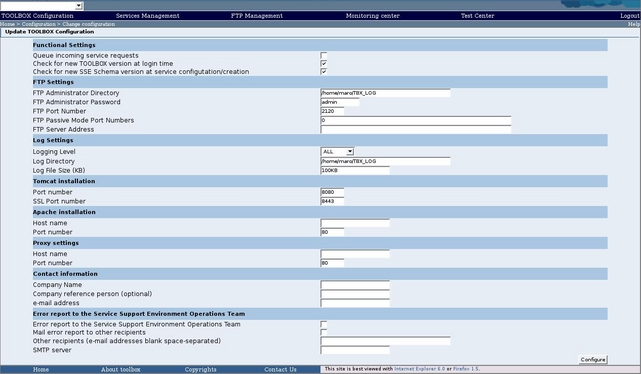 TOOLBOX Configuration Services Management FTP Management Monitoring center Test Center Logout
Home > Configuration > Change configuration Help
Update TOOLBOX Configuration
Functional Settings
Queue incoming service requests
Check for new TOOLBOX version at login time
Check for new SSE Schema version at service configutation/creation
FTP Settings
FTP Administrator Directory /home/mara/TBX_LOG
FTP Administrator Password admin
FTP Port Number 2120
FTP Passive Mode Port Numbers 0
FTP Server Address
Log Settings
Logging Level ALL
Log Directory /home/mara/TBX_LOG
Log File Size (KB) 100KB
Tomcat installation
Port number 8080
SSL Port number 8443
Apache installation
Host name
Port number 80
Proxy settings
Host name
Port number 80
Contact information
Company Name
Company reference person (optional)
e-mail address
Error report to the Service Support Environment Operations Team
Error report to the Service Support Environment Operations Team
Mail error report to other recipients
Other recipients (e-mail addresses blank space-separated)
SMTP server
Configure
Home About toolbox Copyrights Contact Us This site is best viewed with Internet Explorer 6.0 or Firefox 1.5.